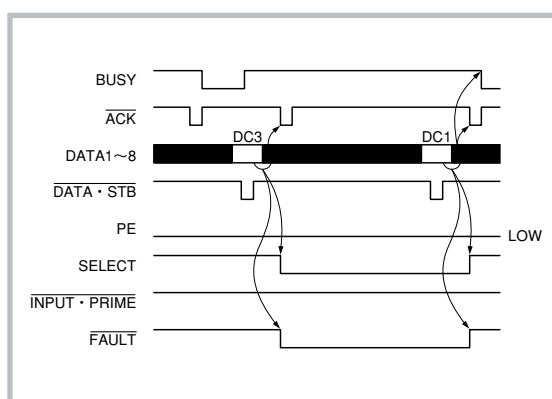 BUSY
ACK
DC3
DC1
DATA1～8
DATA・STB
PE
LOW
SELECT
INPUT・PRIME
FAULT